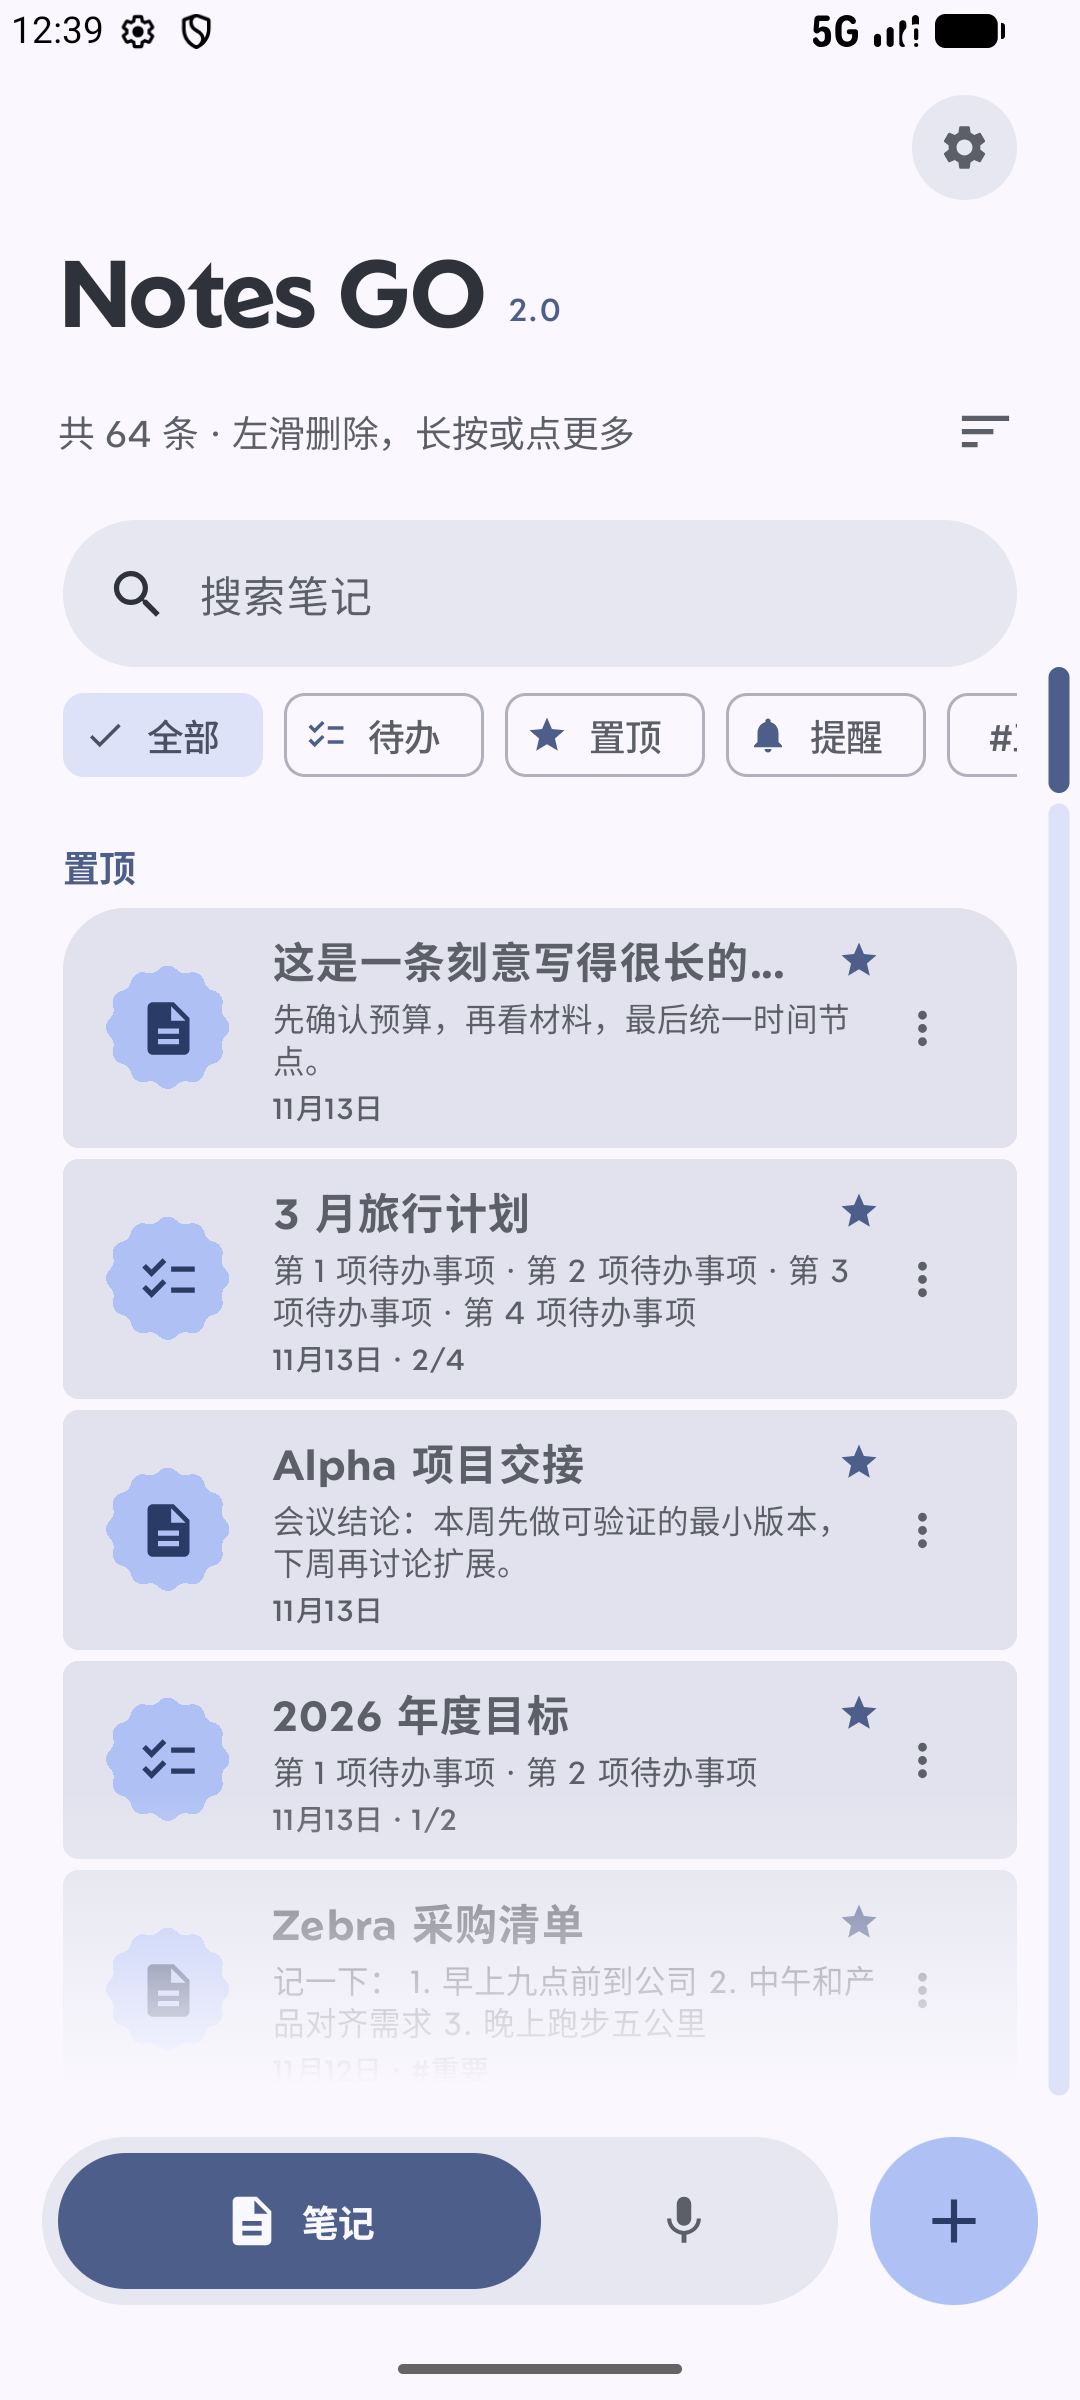 12:39
5G
Notes GO 2.0
共 64 条 · 左滑删除，长按或点更多
搜索笔记
全部
待办
置顶
提醒
置顶
这是一条刻意写得很长的...
先确认预算，再看材料，最后统一时间节
点。
11月13日
3 月旅行计划
第 1 项待办事项 · 第 2 项待办事项 · 第 3
项待办事项 · 第 4 项待办事项
11月13日 · 2/4
Alpha 项目交接
会议结论：本周先做可验证的最小版本，
下周再讨论扩展。
11月13日
2026 年度目标
第 1 项待办事项 · 第 2 项待办事项
11月13日 · 1/2
Zebra 采购清单
记一下： 1. 早上九点前到公司 2. 中午和产
品对齐需求 3. 晚上跑步五公里
11月12日 · #重要
笔记